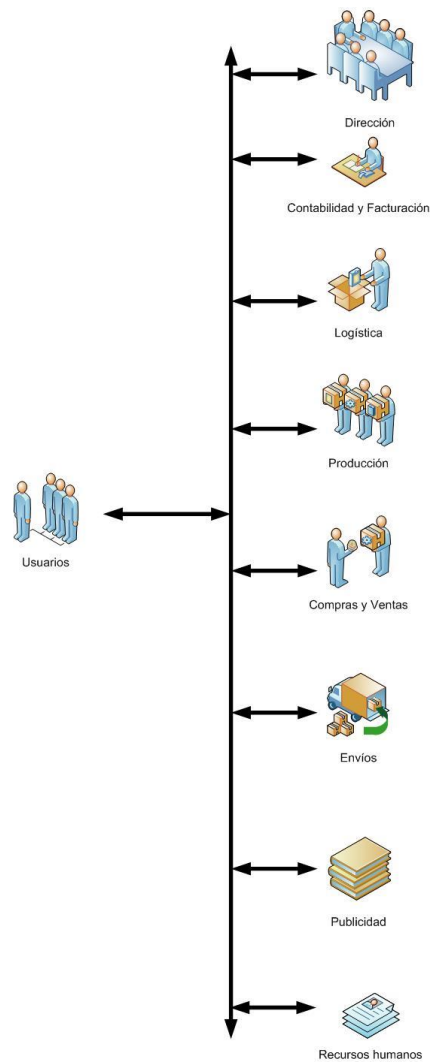 Dirección
Contabilidad y Facturación
Logística
Producción
Usuarios
Compras y Ventas
Envíos
Publicidad
Recursos humanos